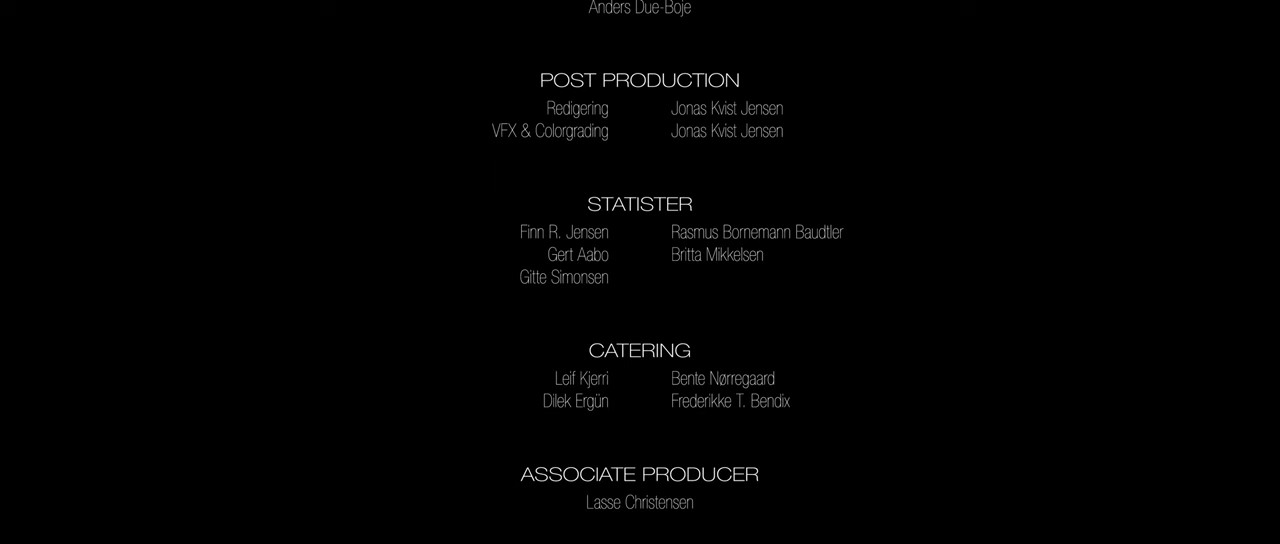 Anders Due-Boje
POST PRODUCTION
Redigering Jonas Kvist Jensen
VFX & Colorgrading Jonas Kvist Jensen
STATISTER
Finn R. Jensen Rasmus Bornemann Baudtler
Gert Aabo Britta Mikkelsen
Gitte Simonsen
CATERING
Leif Kjerri Bente Nørregaard
Dilek Ergün Frederikke T. Bendix
ASSOCIATE PRODUCER
Lasse Christensen